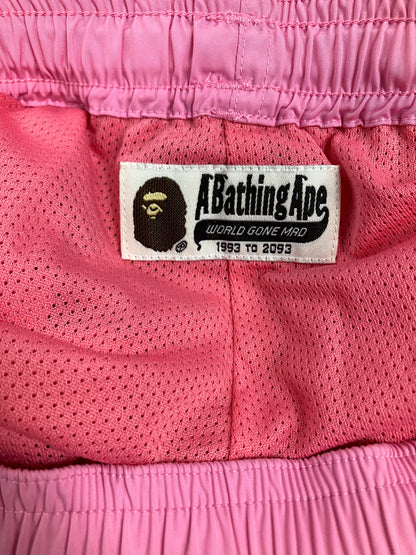 A Bathing Ape
WORLD GONE MAD
1993 TO 2093